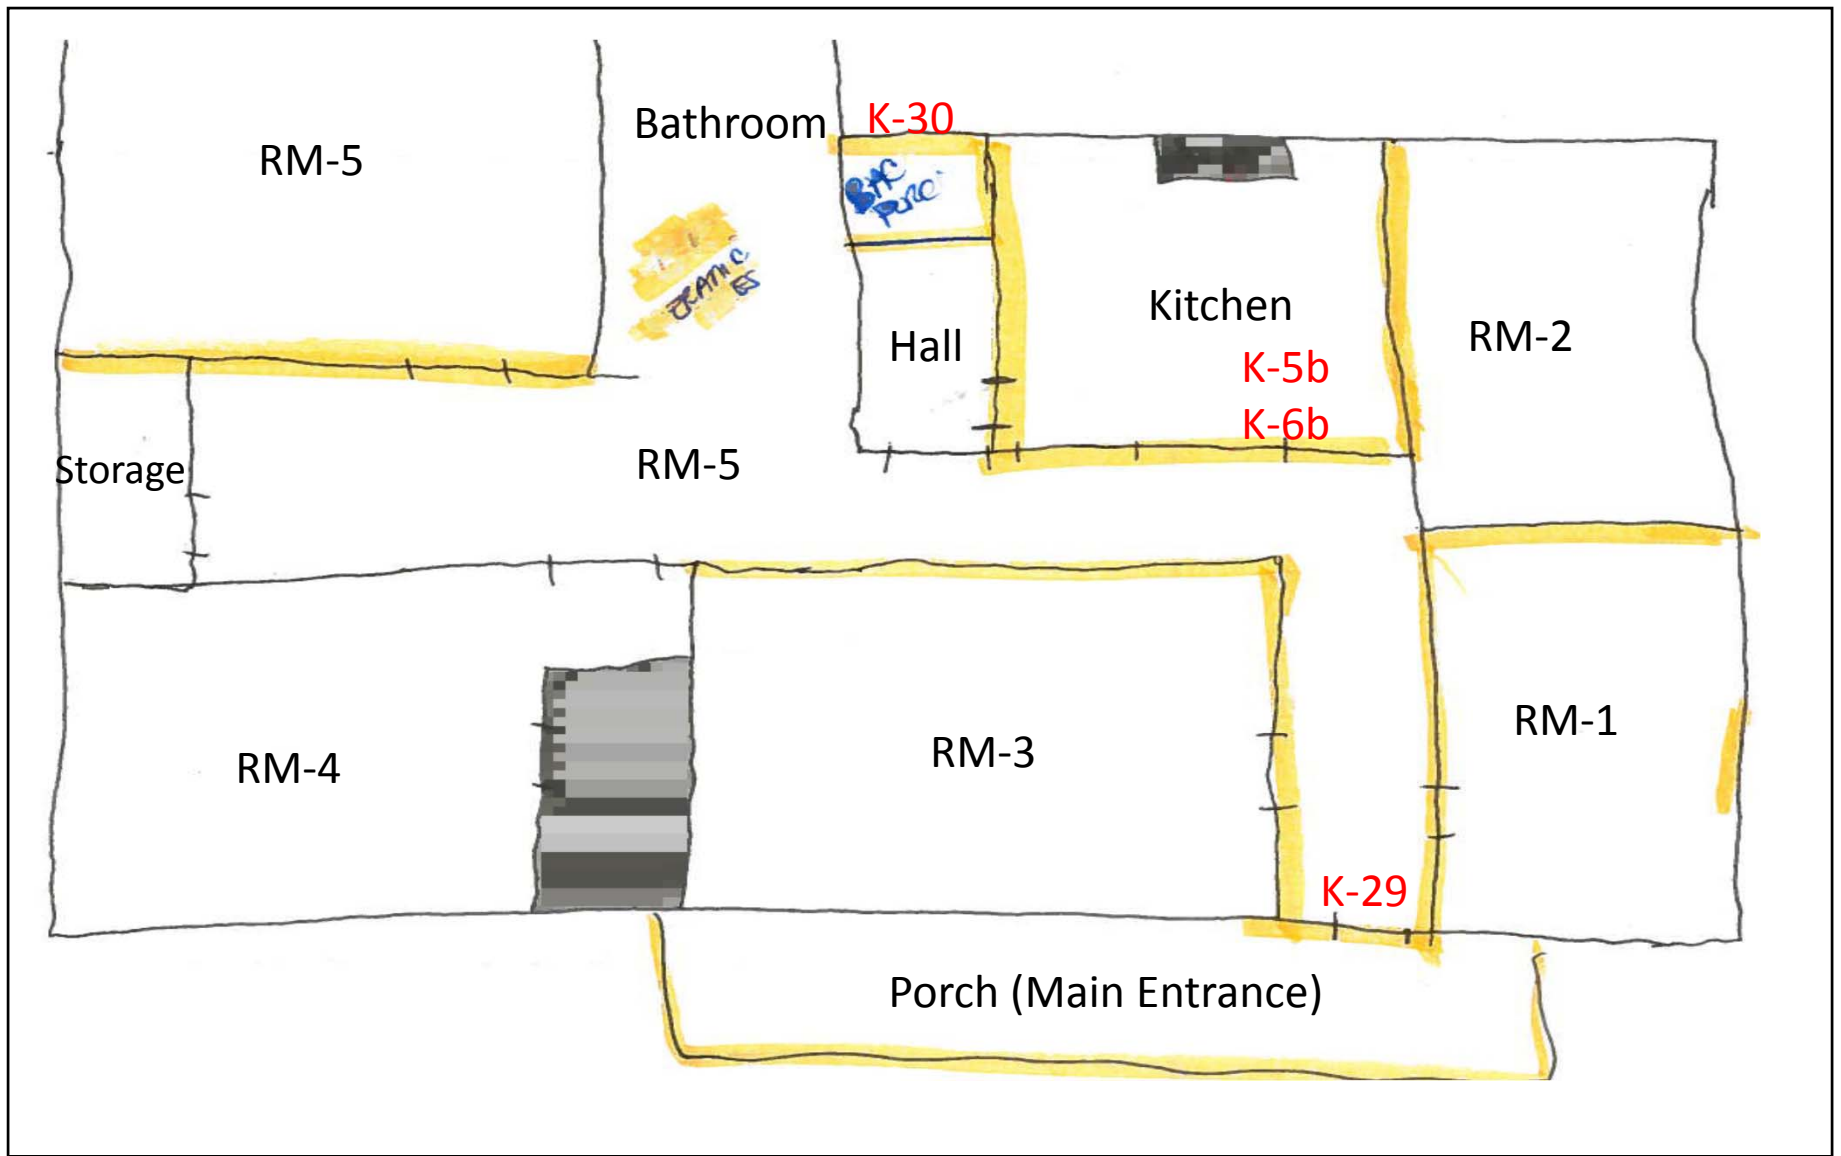 Bathroom
K-30
RM-5
Kitchen
RM-2
Hall
K-5b
K-6b
Storage
RM-5
RM-1
RM-3
RM-4
K-29
Porch (Main Entrance)